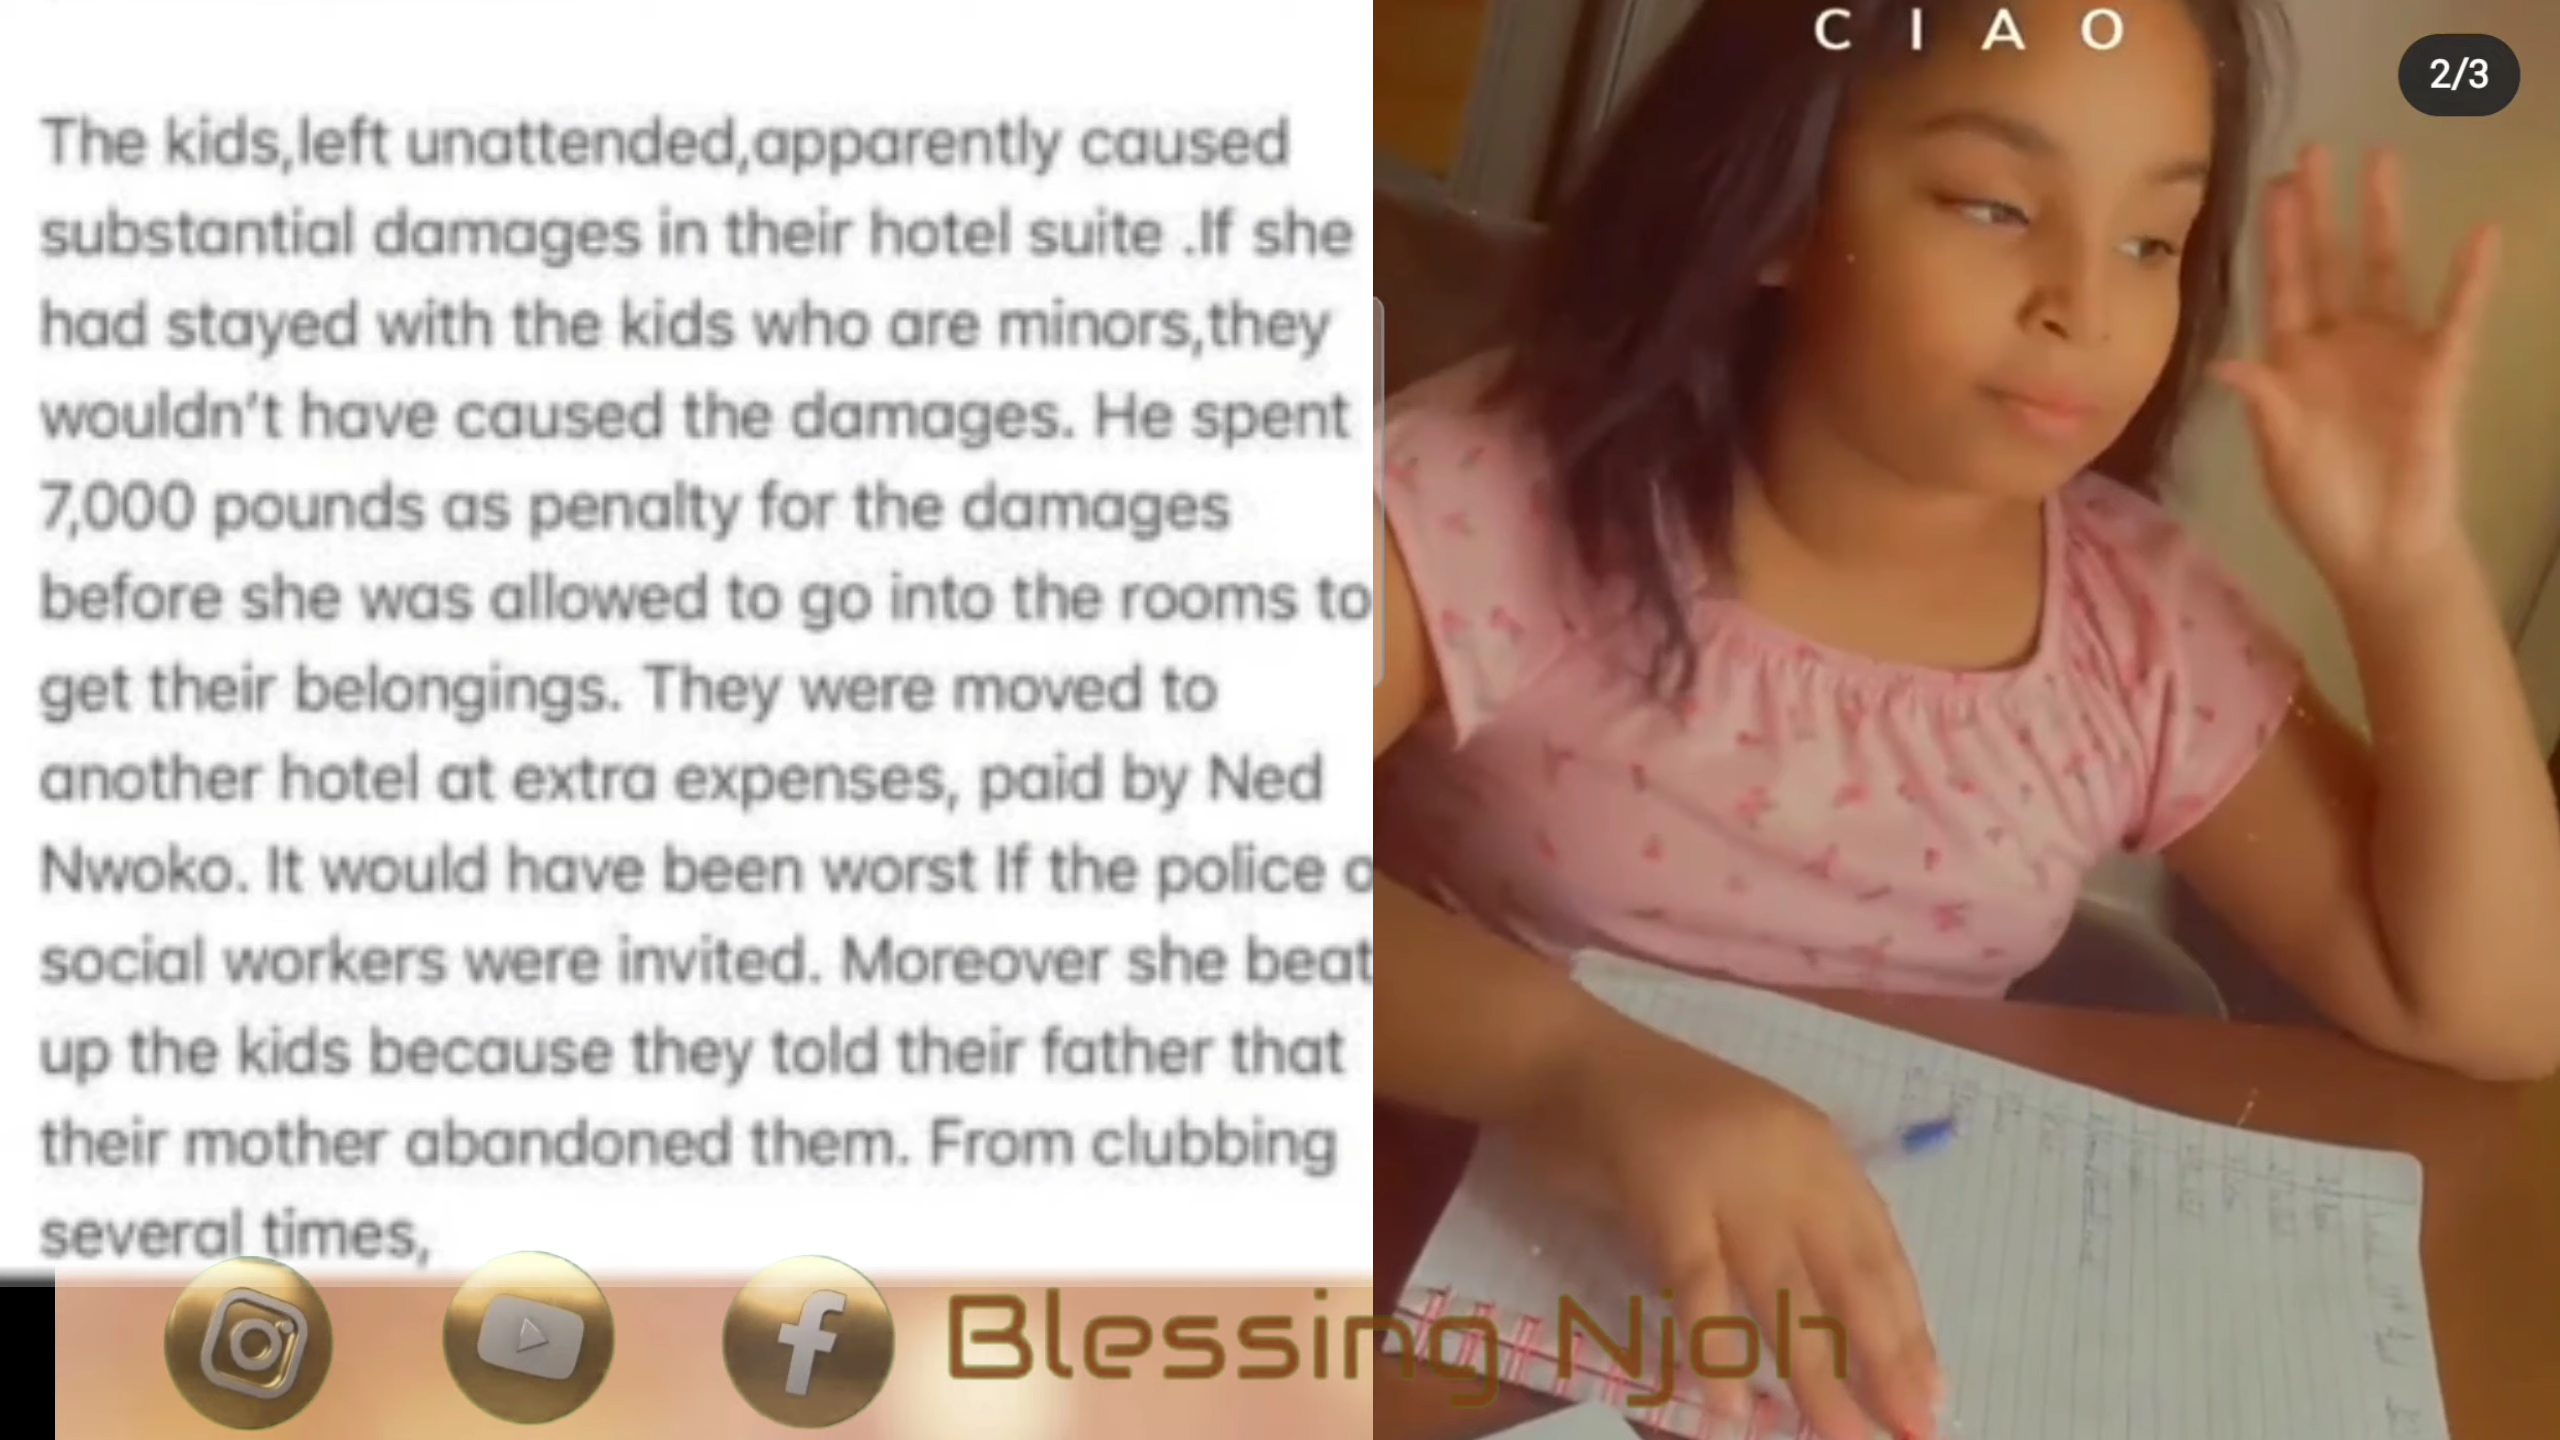 The kids,left unattended,apparently caused
substantial damages in their hotel suite .If she
had stayed with the kids who are minors,they
wouldn't have caused the damages. He spent
7,000 pounds as penalty for the damages
before she was allowed to go into the rooms to
get their belongings. They were moved to
another hotel at extra expenses, paid by Ned
Nwoko. It would have been worst If the police
social workers were invited. Moreover she beat
up the kids because they told their father that
their mother abandoned them. From clubbing
several times,
CIAO
2/3
Blessing Njoh